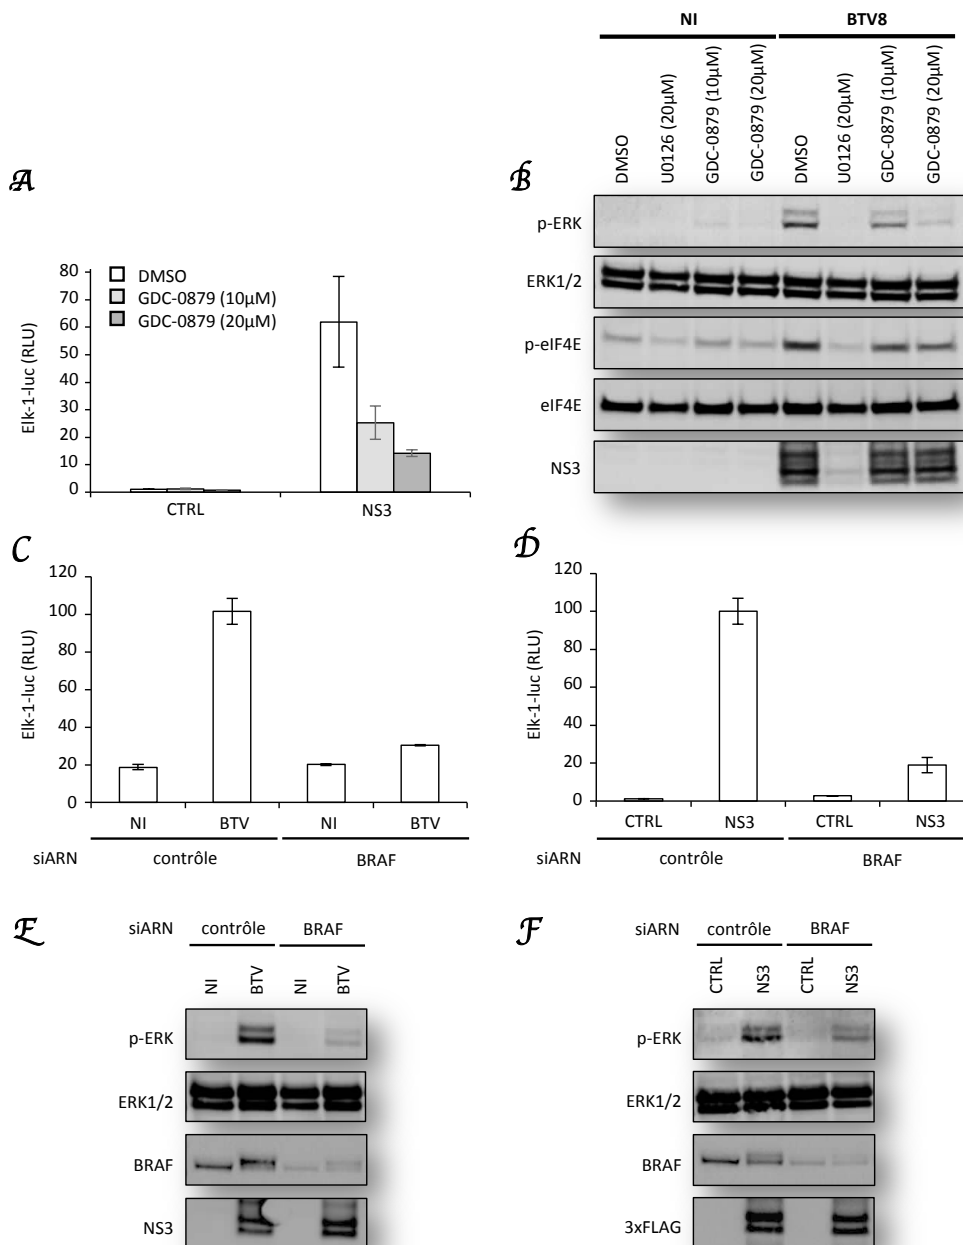 A
80
70
60
50
40
30
20
10
0
Elk-1-luc (RLU)
DMSO
GDC-0879 (10µM)
GDC-0879 (20µM)
CTRL
NS3
B
NI
BTV8
DMSO
U0126 (20µM)
GDC-0879 (10µM)
GDC-0879 (20µM)
DMSO
U0126 (20µM)
GDC-0879 (10µM)
GDC-0879 (20µM)
p-ERK
ERK1/2
p-eIF4E
eIF4E
NS3
C
120
100
80
60
40
20
0
Elk-1-luc (RLU)
NI
BTV
NI
BTV
siARN
contrôle
BRAF
D
120
100
80
60
40
20
0
Elk-1-luc (RLU)
CTRL
NS3
CTRL
NS3
siARN
contrôle
BRAF
E
siARN
contrôle
BRAF
NI
BTV
NI
BTV
p-ERK
ERK1/2
BRAF
NS3
F
siARN
contrôle
BRAF
CTRL
NS3
CTRL
NS3
p-ERK
ERK1/2
BRAF
3xFLAG